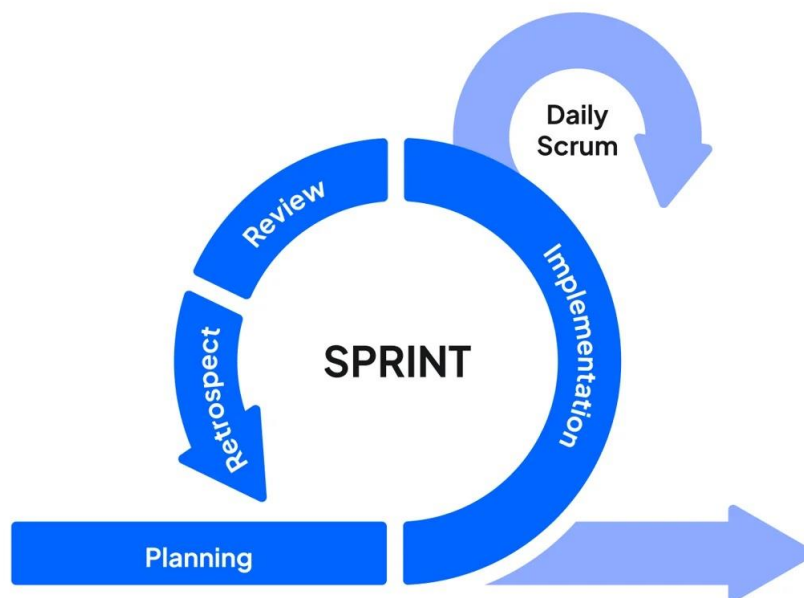 Daily
Scrum
Review
Implementation
SPRINT
Retrospect
Planning